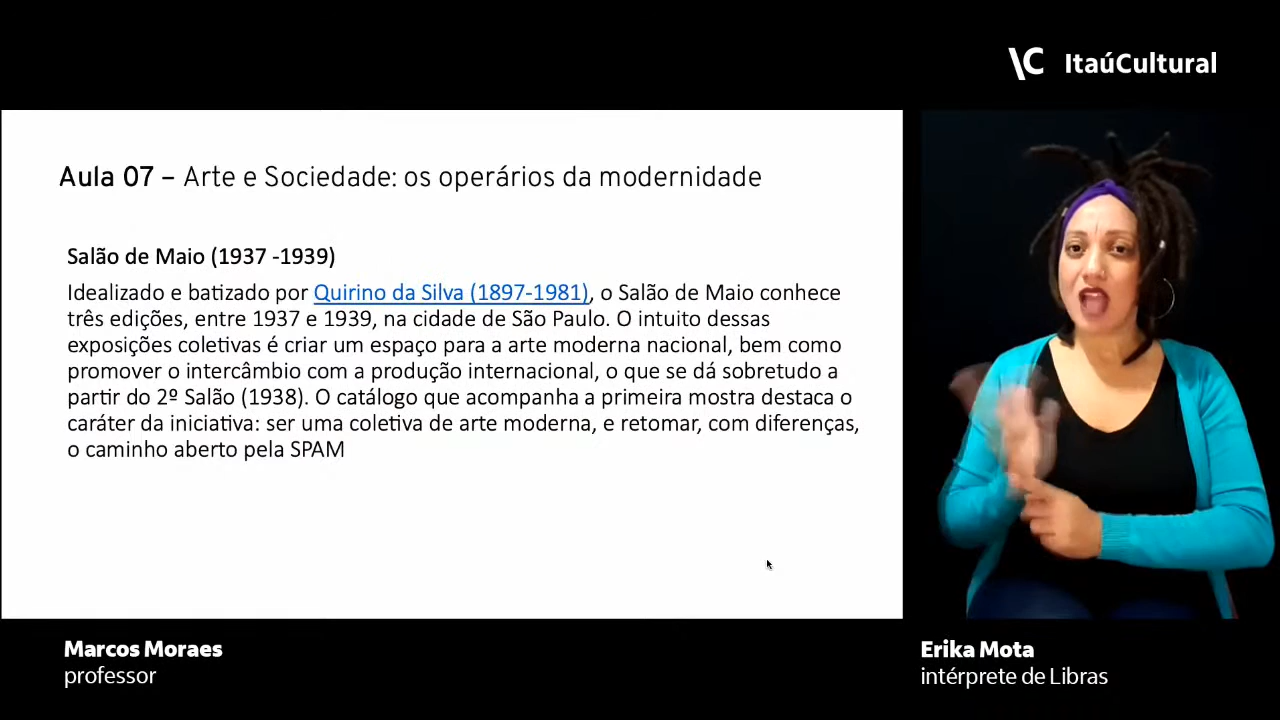 \C ItaúCultural
Aula 07 – Arte e Sociedade: os operários da modernidade
Salão de Maio (1937 -1939)
Idealizado e batizado por Quirino da Silva (1897-1981), o Salão de Maio conhece
três edições, entre 1937 e 1939, na cidade de São Paulo. O intuito dessas
exposições coletivas é criar um espaço para a arte moderna nacional, bem como
promover o intercâmbio com a produção internacional, o que se dá sobretudo a
partir do 2º Salão (1938). O catálogo que acompanha a primeira mostra destaca o
caráter da iniciativa: ser uma coletiva de arte moderna, e retomar, com diferenças,
o caminho aberto pela SPAM
Marcos Moraes
professor
Erika Mota
intérprete de Libras